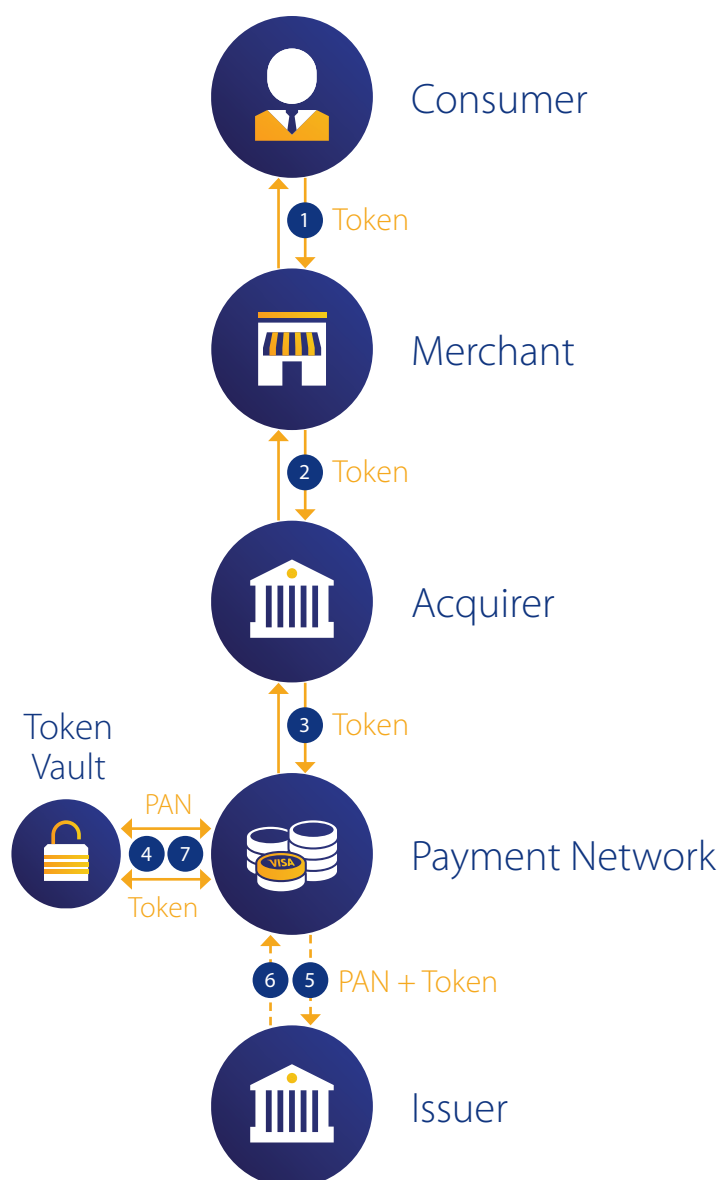 Consumer
1 Token
Merchant
2 Token
Acquirer
3 Token
Token
Vault
PAN
4 7
Token
VISA
Payment Network
6 5 PAN + Token
Issuer